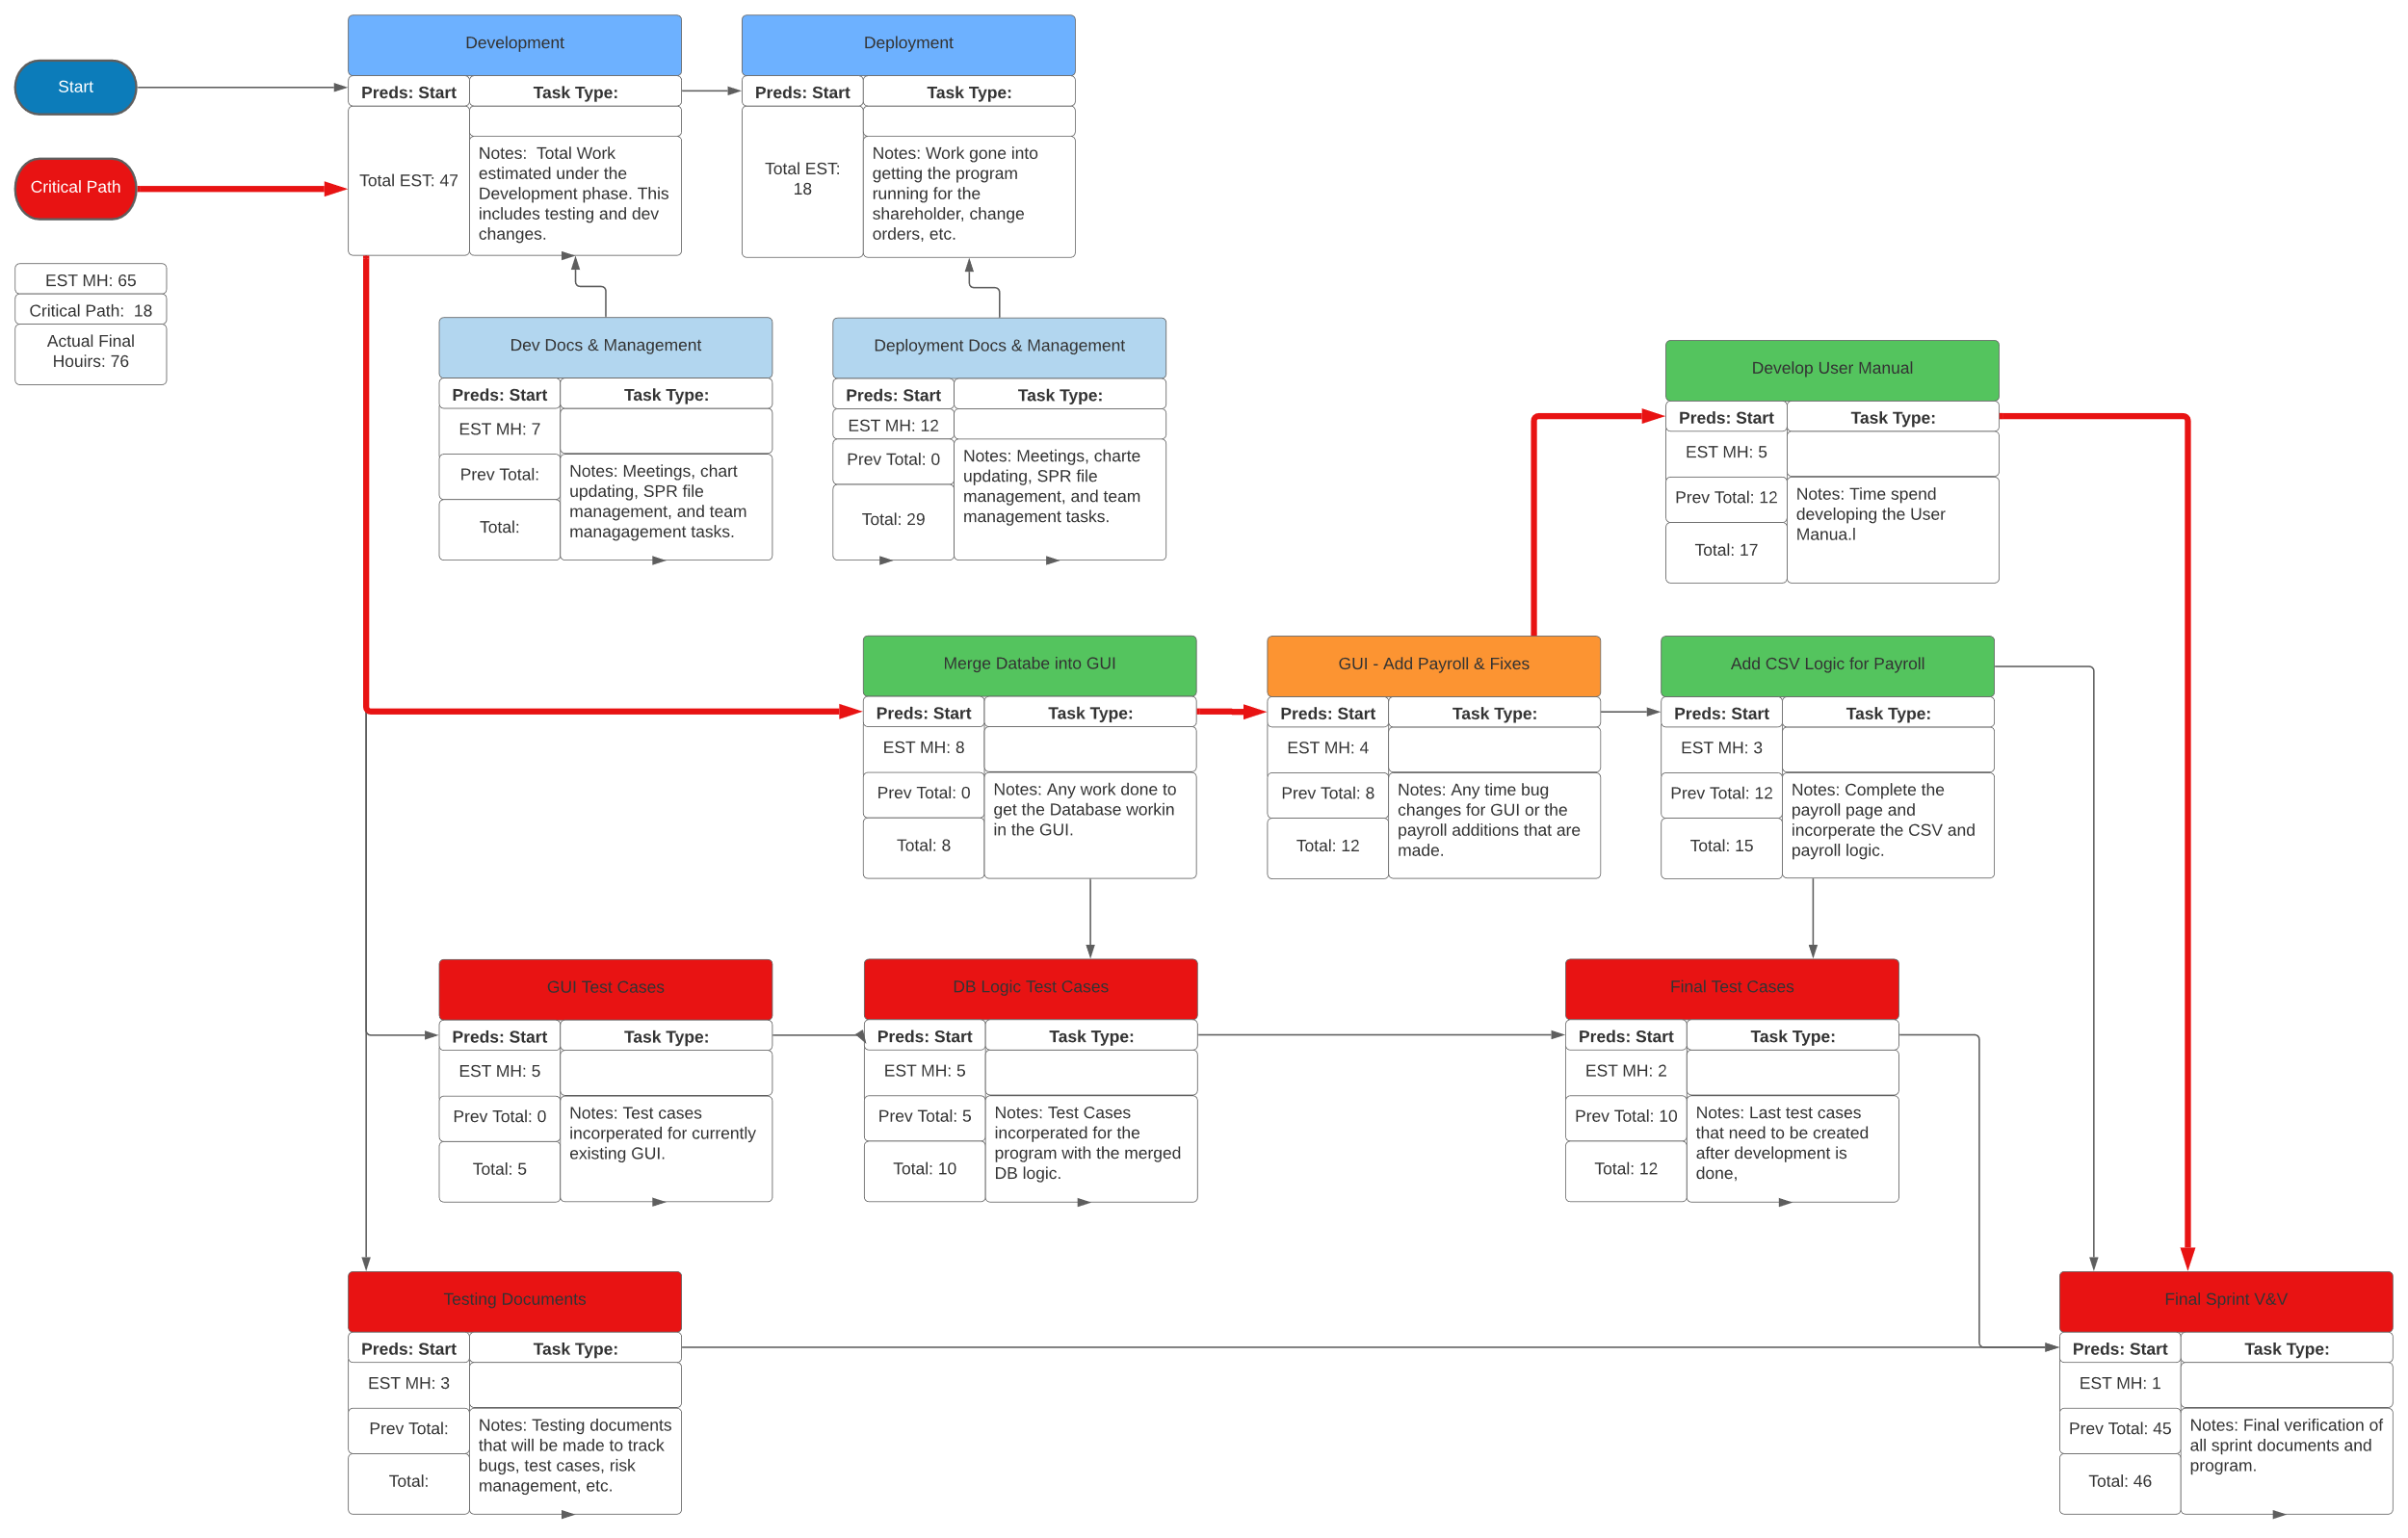 Start
Critical Path
EST MH: 65
Critical Path:  18
Actual Final
Houirs: 76
Development
Preds: Start
Task Type:
Total EST: 47
Notes:  Total Work
estimated under the
Development phase. This
includes testing and dev
changes.
Deployment
Preds: Start
Task Type:
Total EST:
18
Notes: Work gone into
getting the program
running for the
shareholder, change
orders, etc.
Dev Docs & Management
Preds: Start
Task Type:
EST MH: 7
Prev Total:
Total:
Notes: Meetings, chart
updating, SPR file
management, and team
managagement tasks.
Deployment Docs & Management
Preds: Start
Task Type:
EST MH: 12
Prev Total: 0
Total: 29
Notes: Meetings, charte
updating, SPR file
management, and team
management tasks.
Develop User Manual
Preds: Start
Task Type:
EST MH: 5
Prev Total: 12
Total: 17
Notes: Time spend
developing the User
Manua.l
Merge Databe into GUI
Preds: Start
Task Type:
EST MH: 8
Prev Total: 0
Total: 8
Notes: Any work done to
get the Database workin
in the GUI.
GUI - Add Payroll & Fixes
Preds: Start
Task Type:
EST MH: 4
Prev Total: 8
Total: 12
Notes: Any time bug
changes for GUI or the
payroll additions that are
made.
Add CSV Logic for Payroll
Preds: Start
Task Type:
EST MH: 3
Prev Total: 12
Total: 15
Notes: Complete the
payroll page and
incorperate the CSV and
payroll logic.
GUI Test Cases
Preds: Start
Task Type:
EST MH: 5
Prev Total: 0
Total: 5
Notes: Test cases
incorperated for currently
existing GUI.
DB Logic Test Cases
Preds: Start
Task Type:
EST MH: 5
Prev Total: 5
Total: 10
Notes: Test Cases
incorperated for the
program with the merged
DB logic.
Final Test Cases
Preds: Start
Task Type:
EST MH: 2
Prev Total: 10
Total: 12
Notes: Last test cases
that need to be created
after development is
done,
Testing Documents
Preds: Start
Task Type:
EST MH: 3
Prev Total:
Total:
Notes: Testing documents
that will be made to track
bugs, test cases, risk
management, etc.
Final Sprint V&V
Preds: Start
Task Type:
EST MH: 1
Prev Total: 45
Total: 46
Notes: Final verification of
all sprint documents and
program.